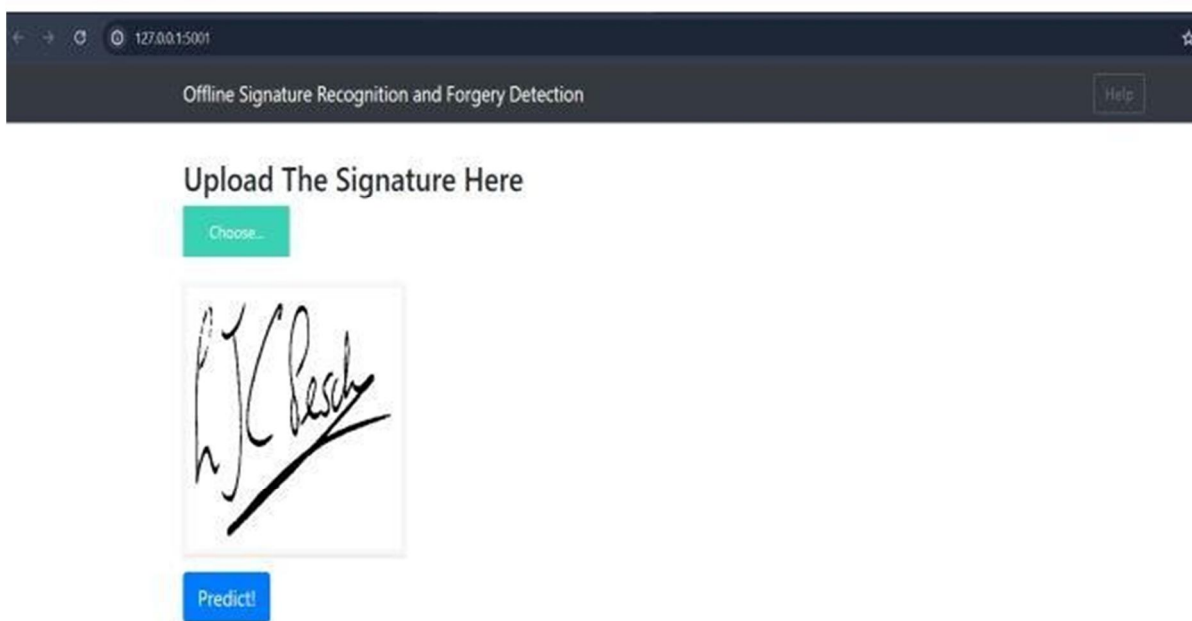 127.0.0.1:5001
Offline Signature Recognition and Forgery Detection
Help
Upload The Signature Here
Choose...
Predict!